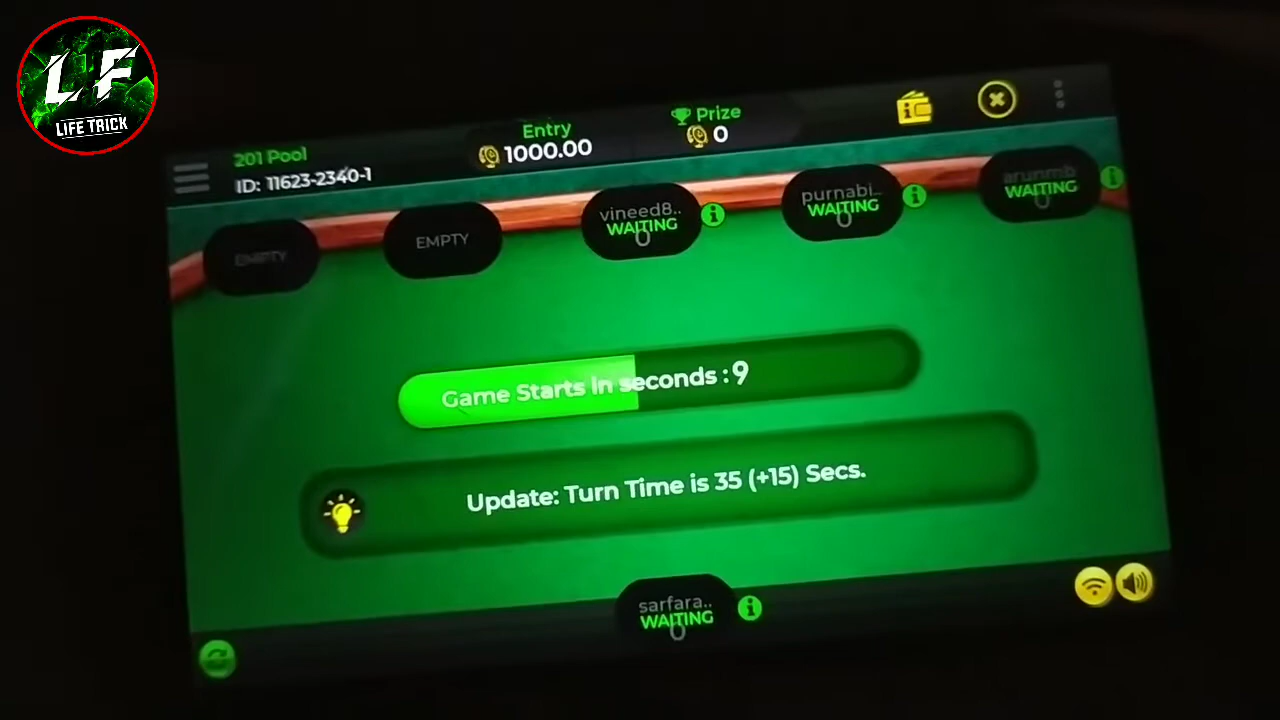 LF
LIFE TRICK
201 Pool
ID: 11623-2340-1
Entry
1000.00
Prize
0
EMPTY
EMPTY
vineed8..
WAITING
0
purnabi..
WAITING
0
arunmb
WAITING
0
Game Starts in seconds : 9
Update: Turn Time is 35 (+15) Secs.
sarfara..
WAITING
0